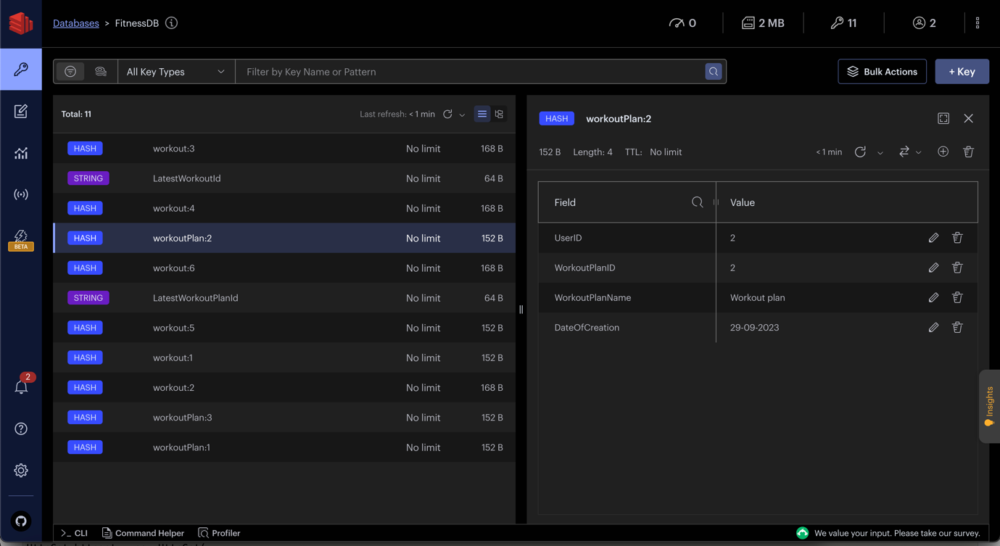 Databases > FitnessDB
0
2 MB
11
2
All Key Types
Filter by Key Name or Pattern
Bulk Actions
+ Key
Total: 11
Last refresh: < 1 min
HASH workout:3 No limit 168 B
STRING LatestWorkoutId No limit 64 B
HASH workout:4 No limit 168 B
HASH workoutPlan:2 No limit 152 B
HASH workout:6 No limit 168 B
STRING LatestWorkoutPlanId No limit 64 B
HASH workout:5 No limit 152 B
HASH workout:1 No limit 152 B
HASH workout:2 No limit 168 B
HASH workoutPlan:3 No limit 152 B
HASH workoutPlan:1 No limit 152 B
HASH workoutPlan:2
152 B Length: 4 TTL: No limit < 1 min
Field Value
UserID 2
WorkoutPlanID 2
WorkoutPlanName Workout plan
DateOfCreation 29-09-2023
BETA
2
Insights
>_ CLI
Command Helper
Profiler
We value your input. Please take our survey.